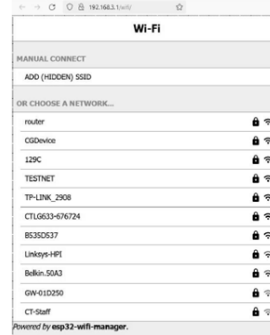 192.168.1.1/wifi/
Wi-Fi
MANUAL CONNECT
ADD (HIDDEN) SSID
OR CHOOSE A NETWORK...
router
CGDevice
129C
TESTNET
TP-LINK_2908
CTLG633-676724
B535D537
Linksys-HPI
Belkin.50A3
GW-01D250
CT-Staff
Powered by esp32-wifi-manager.